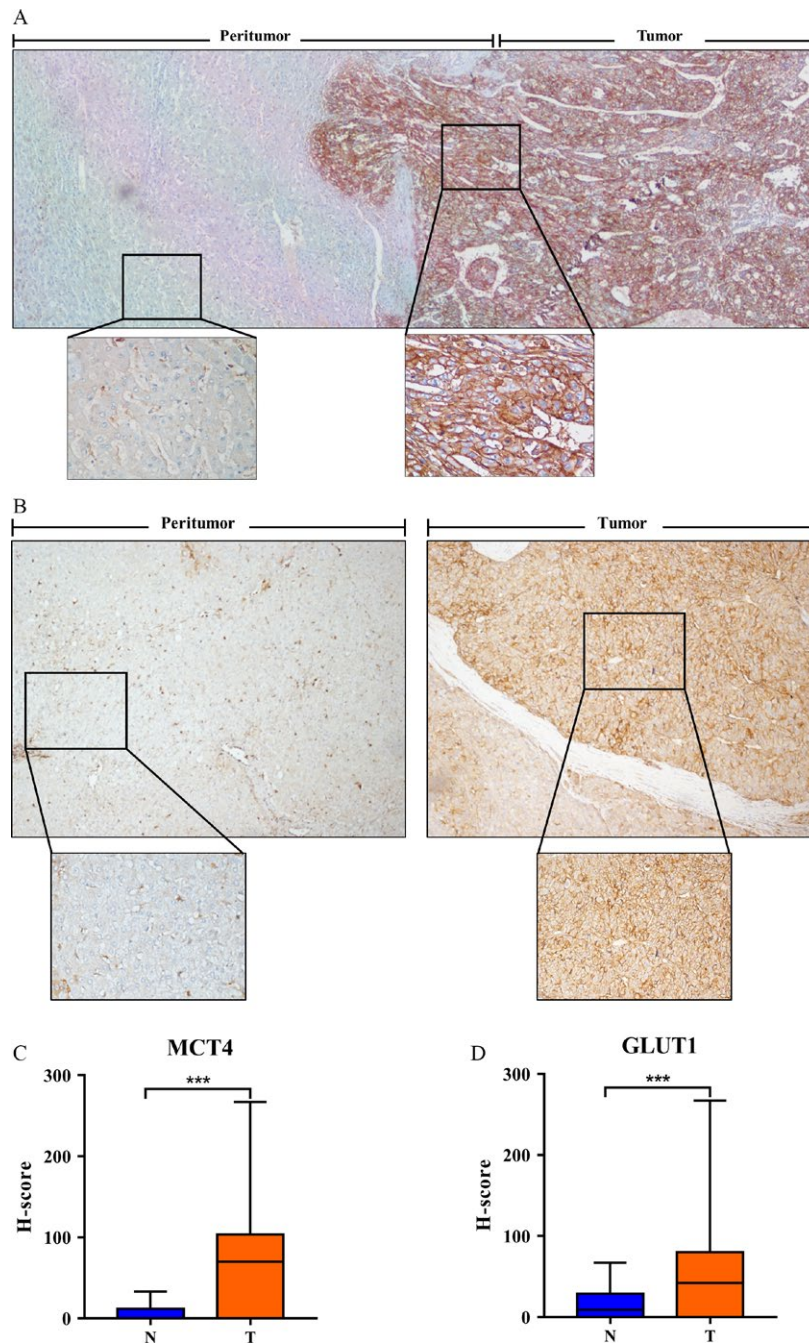 A
Peritumor Tumor
B
Peritumor Tumor
C MCT4
***
300
200
100
0
H-score
N T
D GLUT1
***
300
200
100
0
H-score
N T